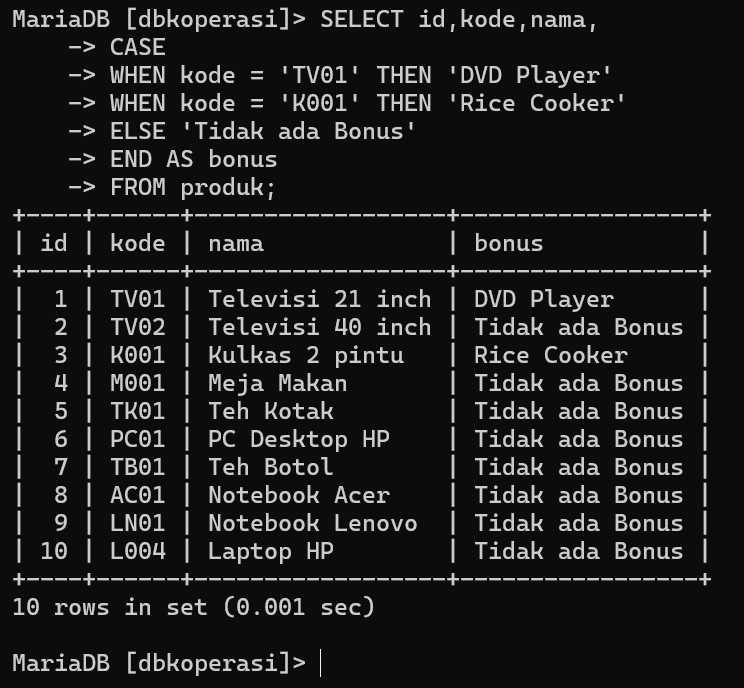 MariaDB [dbkoperasi]> SELECT id,kode,nama,
    -> CASE
    -> WHEN kode = 'TV01' THEN 'DVD Player'
    -> WHEN kode = 'K001' THEN 'Rice Cooker'
    -> ELSE 'Tidak ada Bonus'
    -> END AS bonus
    -> FROM produk;
+----+------+------------------+-----------------+
| id | kode | nama             | bonus           |
+----+------+------------------+-----------------+
|  1 | TV01 | Televisi 21 inch | DVD Player      |
|  2 | TV02 | Televisi 40 inch | Tidak ada Bonus |
|  3 | K001 | Kulkas 2 pintu   | Rice Cooker     |
|  4 | M001 | Meja Makan       | Tidak ada Bonus |
|  5 | TK01 | Teh Kotak        | Tidak ada Bonus |
|  6 | PC01 | PC Desktop HP    | Tidak ada Bonus |
|  7 | TB01 | Teh Botol        | Tidak ada Bonus |
|  8 | AC01 | Notebook Acer    | Tidak ada Bonus |
|  9 | LN01 | Notebook Lenovo  | Tidak ada Bonus |
| 10 | L004 | Laptop HP        | Tidak ada Bonus |
+----+------+------------------+-----------------+
10 rows in set (0.001 sec)
MariaDB [dbkoperasi]>